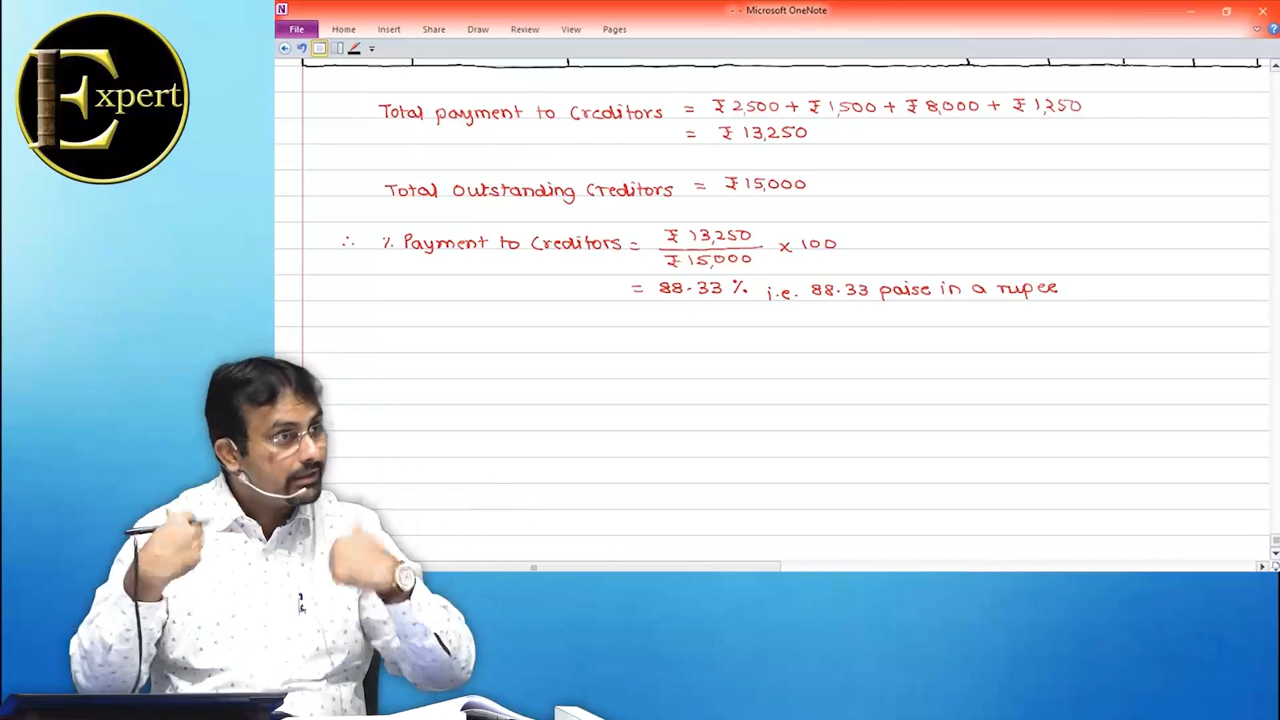 Expert
- - Microsoft OneNote
File Home Insert Share Draw Review View Pages
Total payment to Creditors = ₹ 2,500 + ₹ 1,500 + ₹ 8,000 + ₹ 1,250
= ₹ 13,250
Total Outstanding Creditors = ₹ 15,000
∴ % Payment to Creditors = ₹ 13,250 / ₹ 15,000 × 100
= 88.33 % i.e. 88.33 paise in a rupee